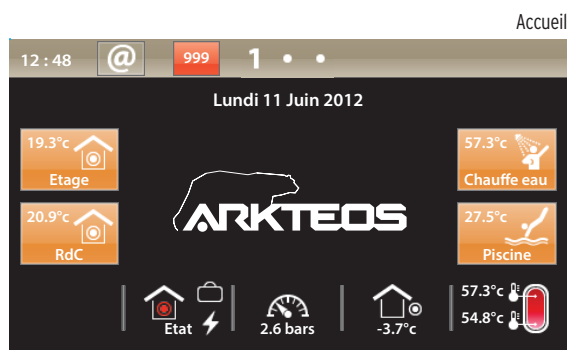 Accueil
12 : 48 @ 999 1
Lundi 11 Juin 2012
19.3°c
Etage
57.3°c
Chauffe eau
ARKTEOS
20.9°c
RdC
27.5°c
Piscine
Etat
2.6 bars
-3.7°c
57.3°c
54.8°c